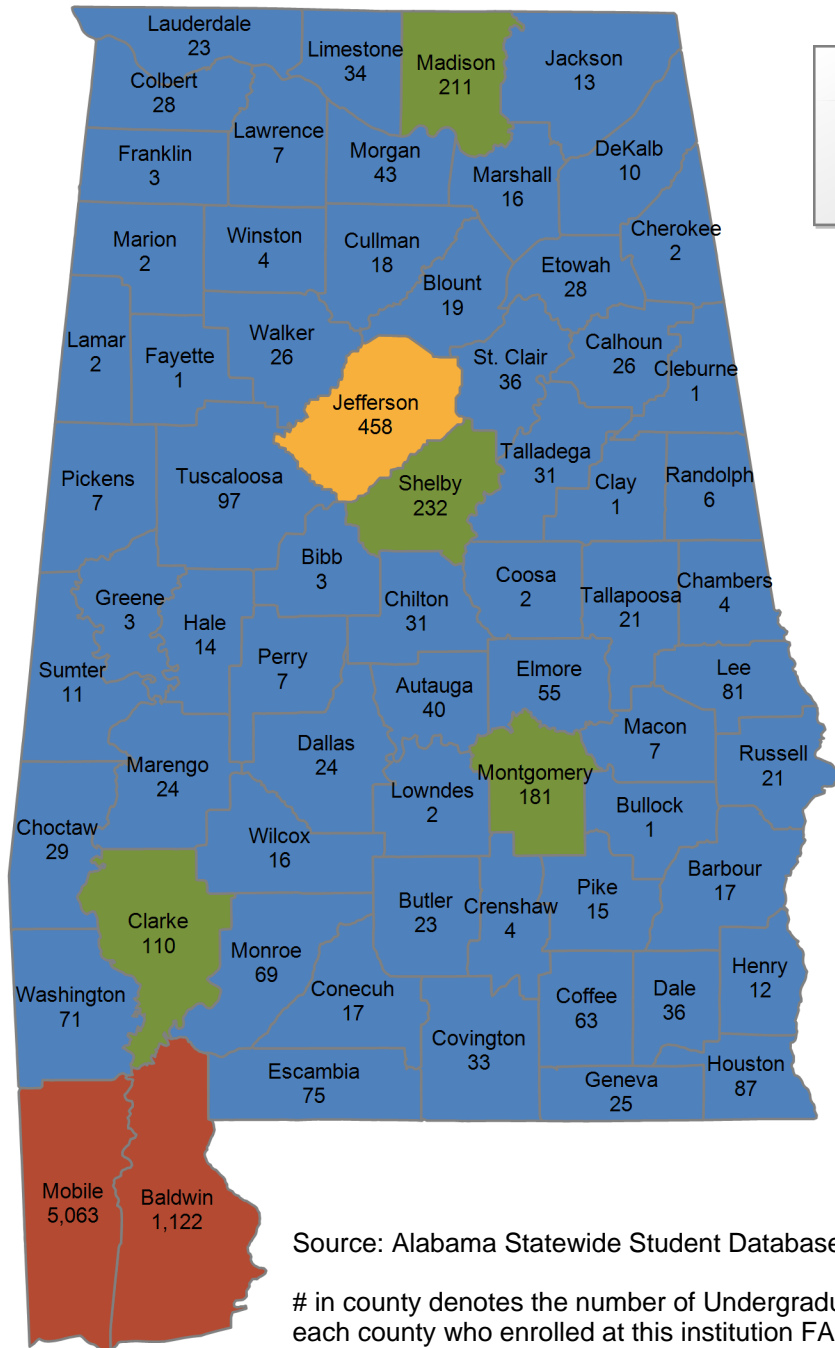 Lauderdale
23
Limestone
34
Madison
211
Jackson
13
Colbert
28
Lawrence
7
Franklin
3
Morgan
43
Marshall
16
DeKalb
10
Marion
2
Winston
4
Cullman
18
Blount
19
Etowah
28
Cherokee
2
Lamar
2
Fayette
1
Walker
26
Jefferson
458
St. Clair
36
Calhoun
26
Cleburne
1
Pickens
7
Tuscaloosa
97
Shelby
232
Talladega
31
Clay
1
Randolph
6
Greene
3
Hale
14
Bibb
3
Chilton
31
Coosa
2
Tallapoosa
21
Chambers
4
Sumter
11
Perry
7
Autauga
40
Elmore
55
Lee
81
Marengo
24
Dallas
24
Lowndes
2
Montgomery
181
Macon
7
Russell
21
Bullock
1
Choctaw
29
Wilcox
16
Clarke
110
Butler
23
Crenshaw
4
Pike
15
Barbour
17
Washington
71
Monroe
69
Conecuh
17
Covington
33
Coffee
63
Dale
36
Henry
12
Escambia
75
Geneva
25
Houston
87
Mobile
5,063
Baldwin
1,122
Source: Alabama Statewide Student Database
# in county denotes the number of Undergradu
each county who enrolled at this institution FA